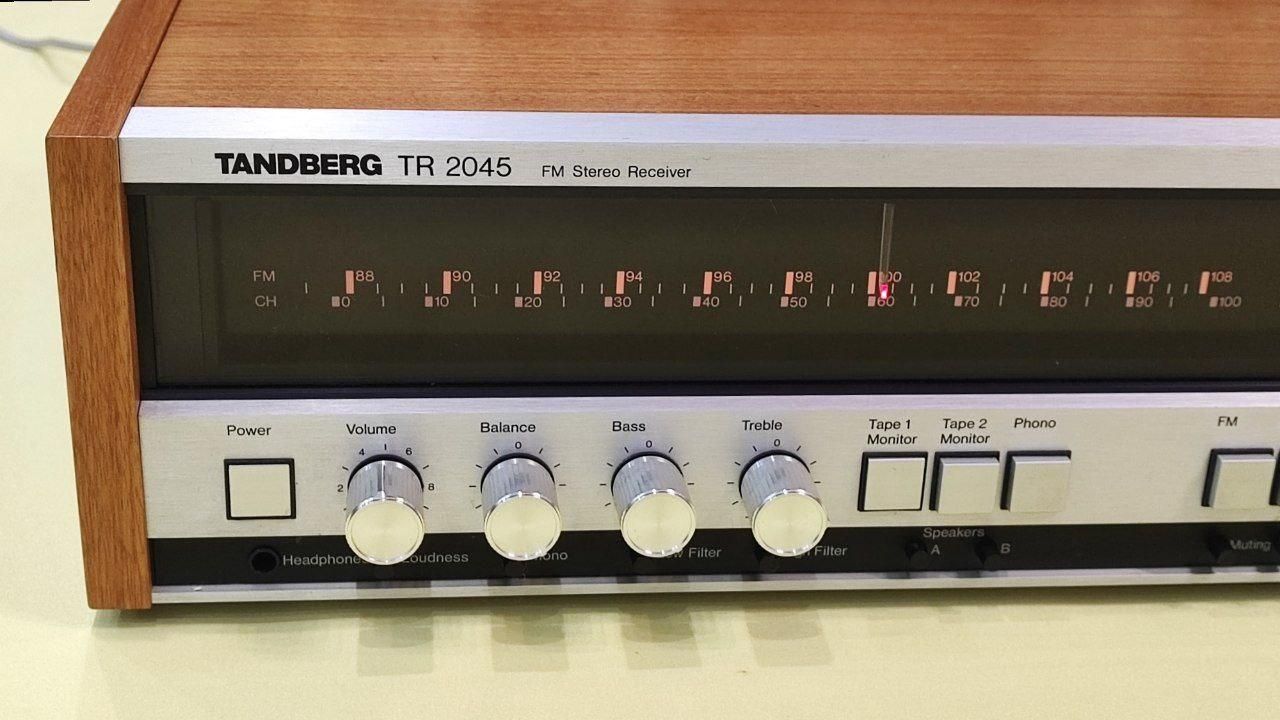 TANDBERG TR 2045 FM Stereo Receiver
FM 88 90 92 94 96 98 100 102 104 106 108
CH 0 10 20 30 40 50 60 70 80 90 100
Power Volume Balance Bass Treble Tape 1 Monitor Tape 2 Monitor Phono FM
2 4 6 8 0 0 0
Speakers
Headphones Loudness Filter Filter A B Muting